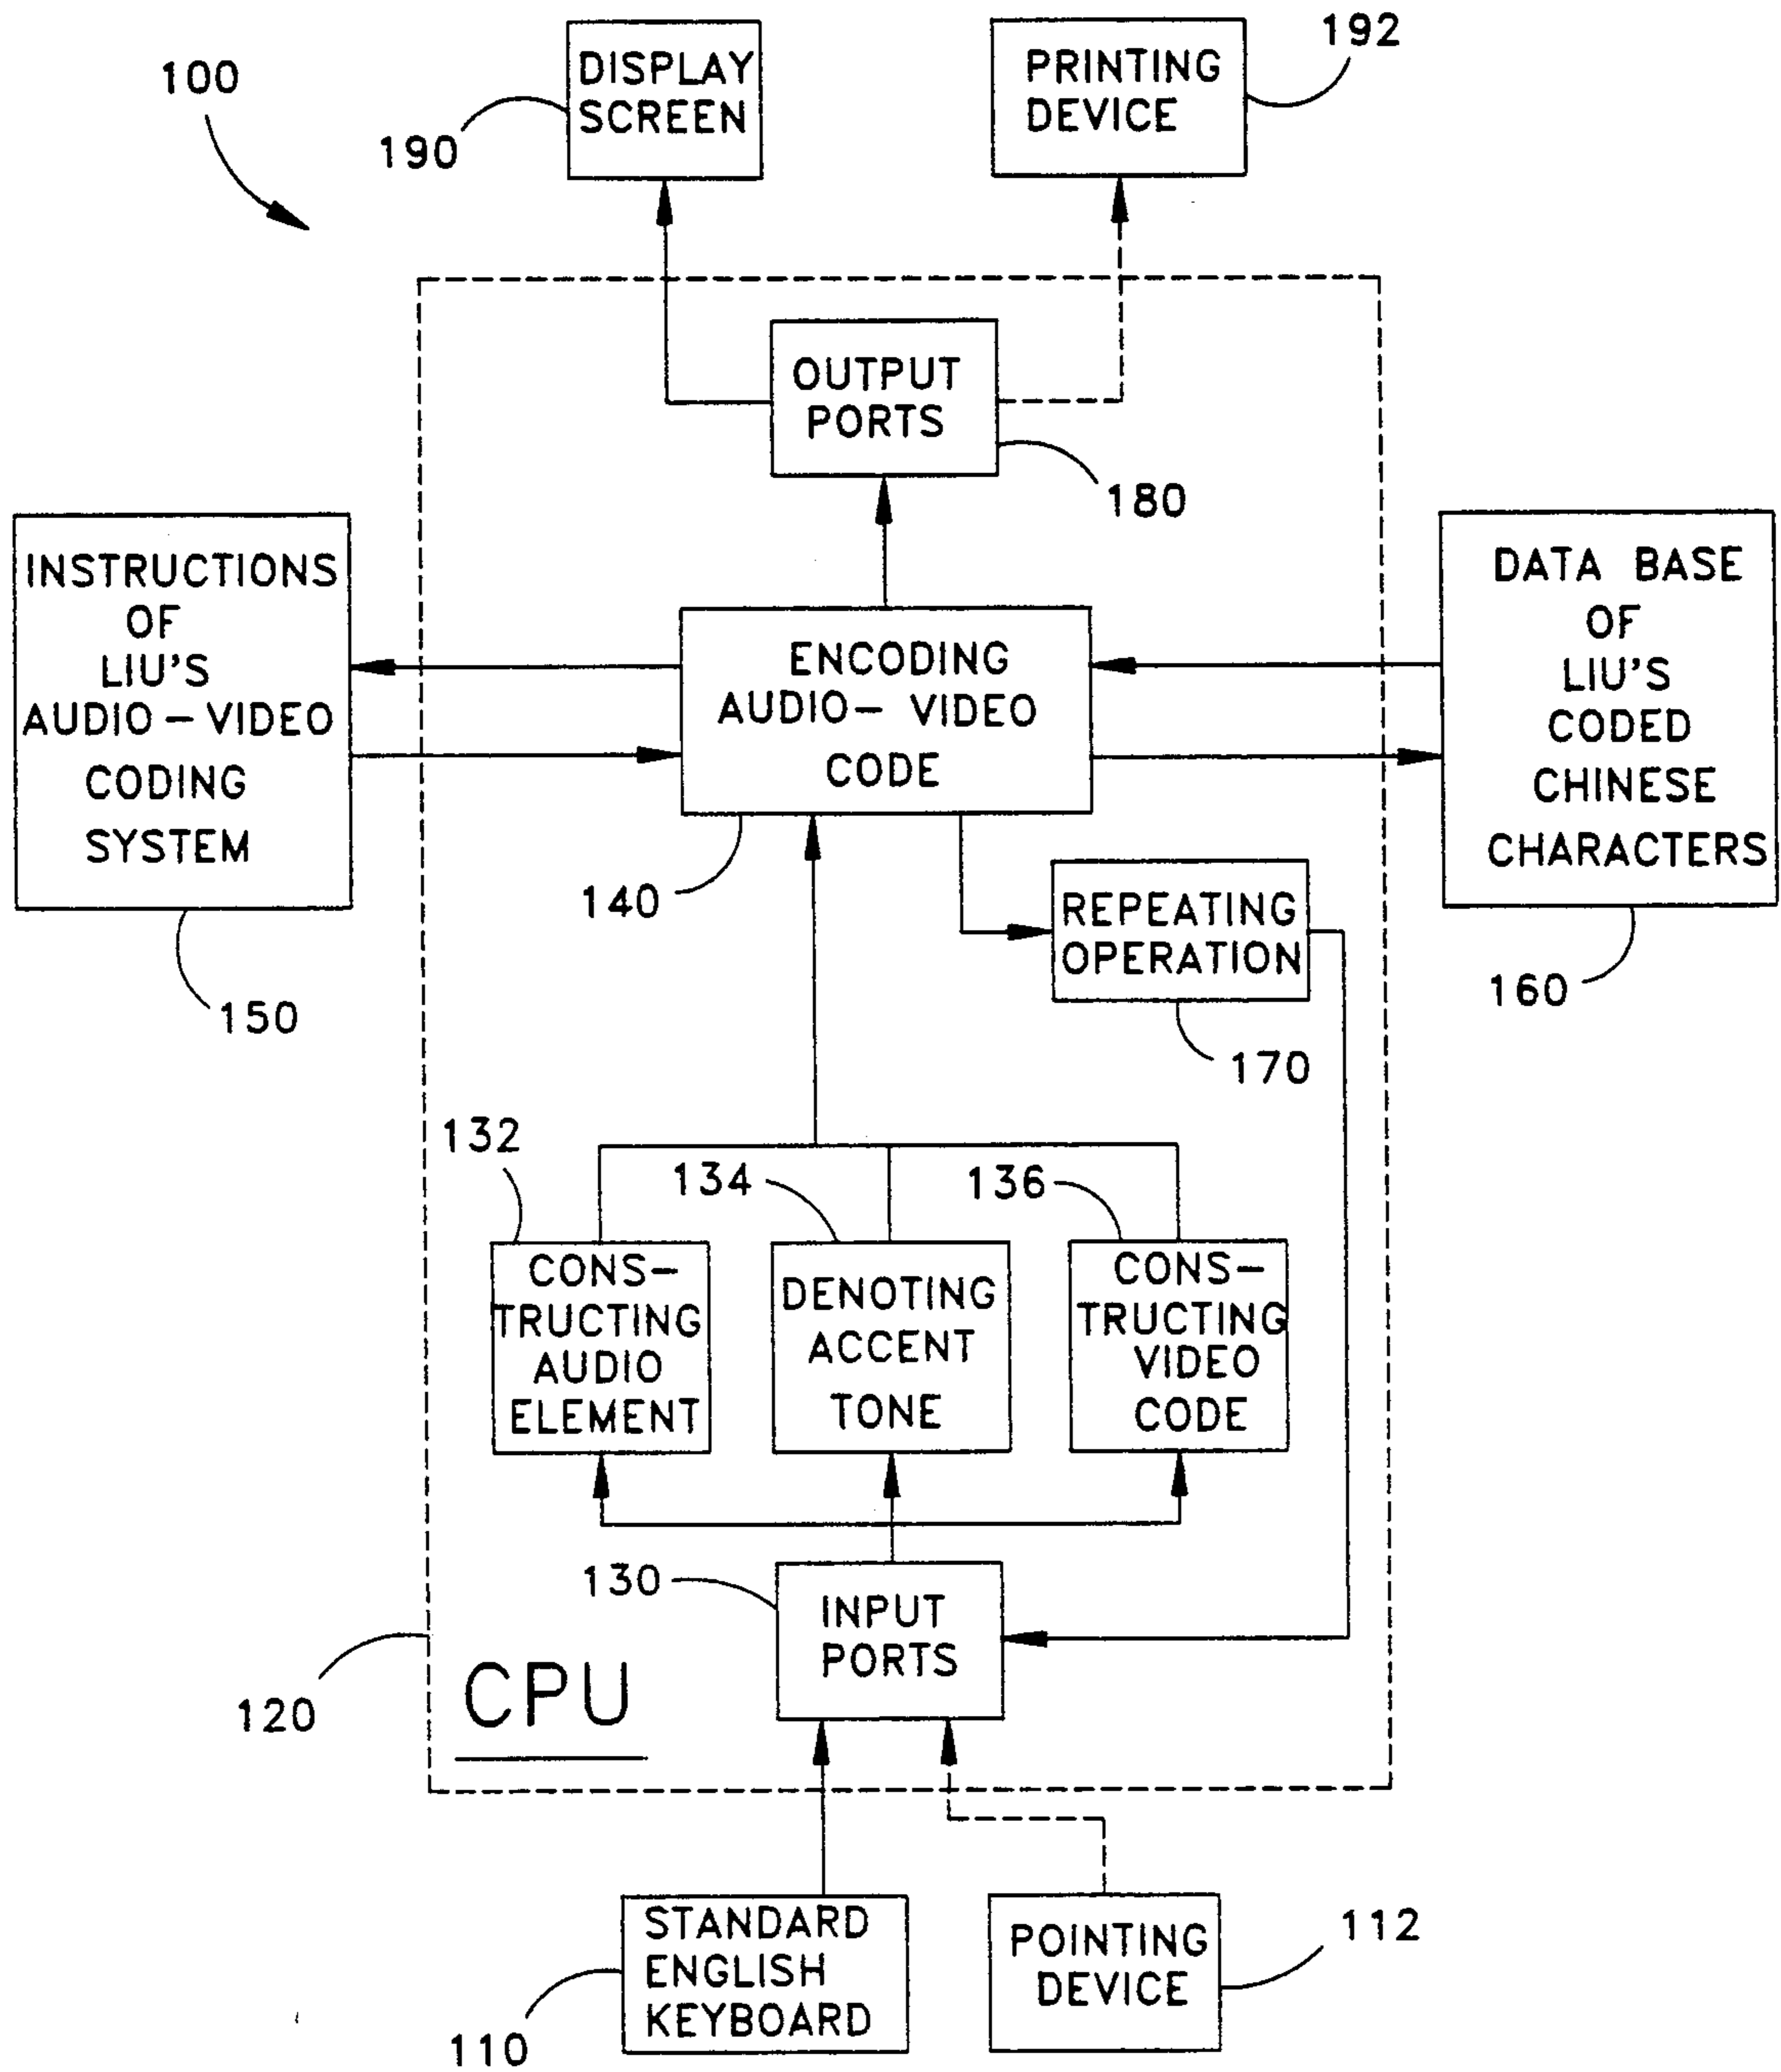 100
DISPLAY
SCREEN
190
PRINTING
DEVICE
192
OUTPUT
PORTS
180
INSTRUCTIONS
OF
LIU'S
AUDIO-VIDEO
CODING
SYSTEM
150
ENCODING
AUDIO- VIDEO
CODE
140
DATA BASE
OF
LIU'S
CODED
CHINESE
CHARACTERS
160
REPEATING
OPERATION
170
132
134
136
CONS-
TRUCTING
AUDIO
ELEMENT
DENOTING
ACCENT
TONE
CONS-
TRUCTING
VIDEO
CODE
130
INPUT
PORTS
120
CPU
STANDARD
ENGLISH
KEYBOARD
110
POINTING
DEVICE
112